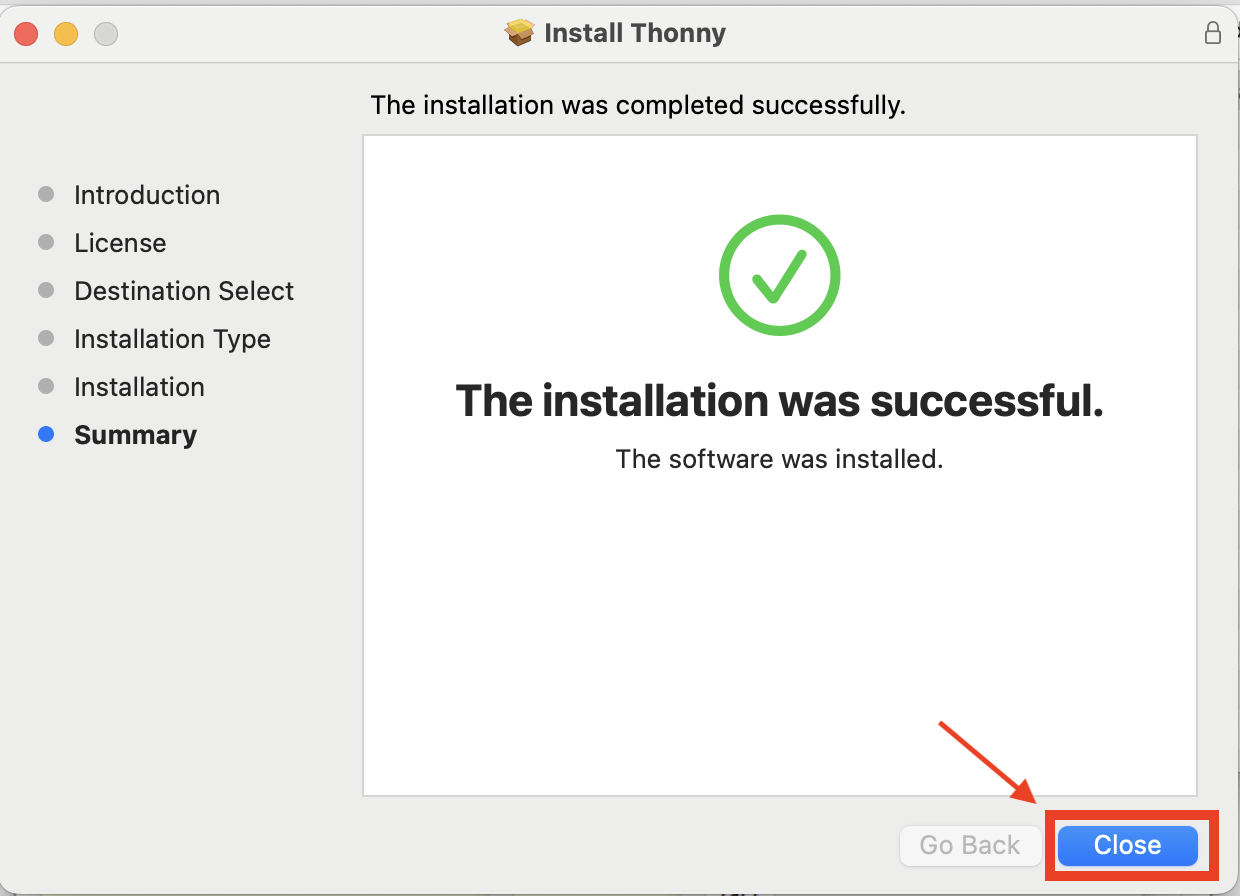 Install Thonny
The installation was completed successfully.
Introduction
License
Destination Select
Installation Type
Installation
Summary
The installation was successful.
The software was installed.
Go Back
Close